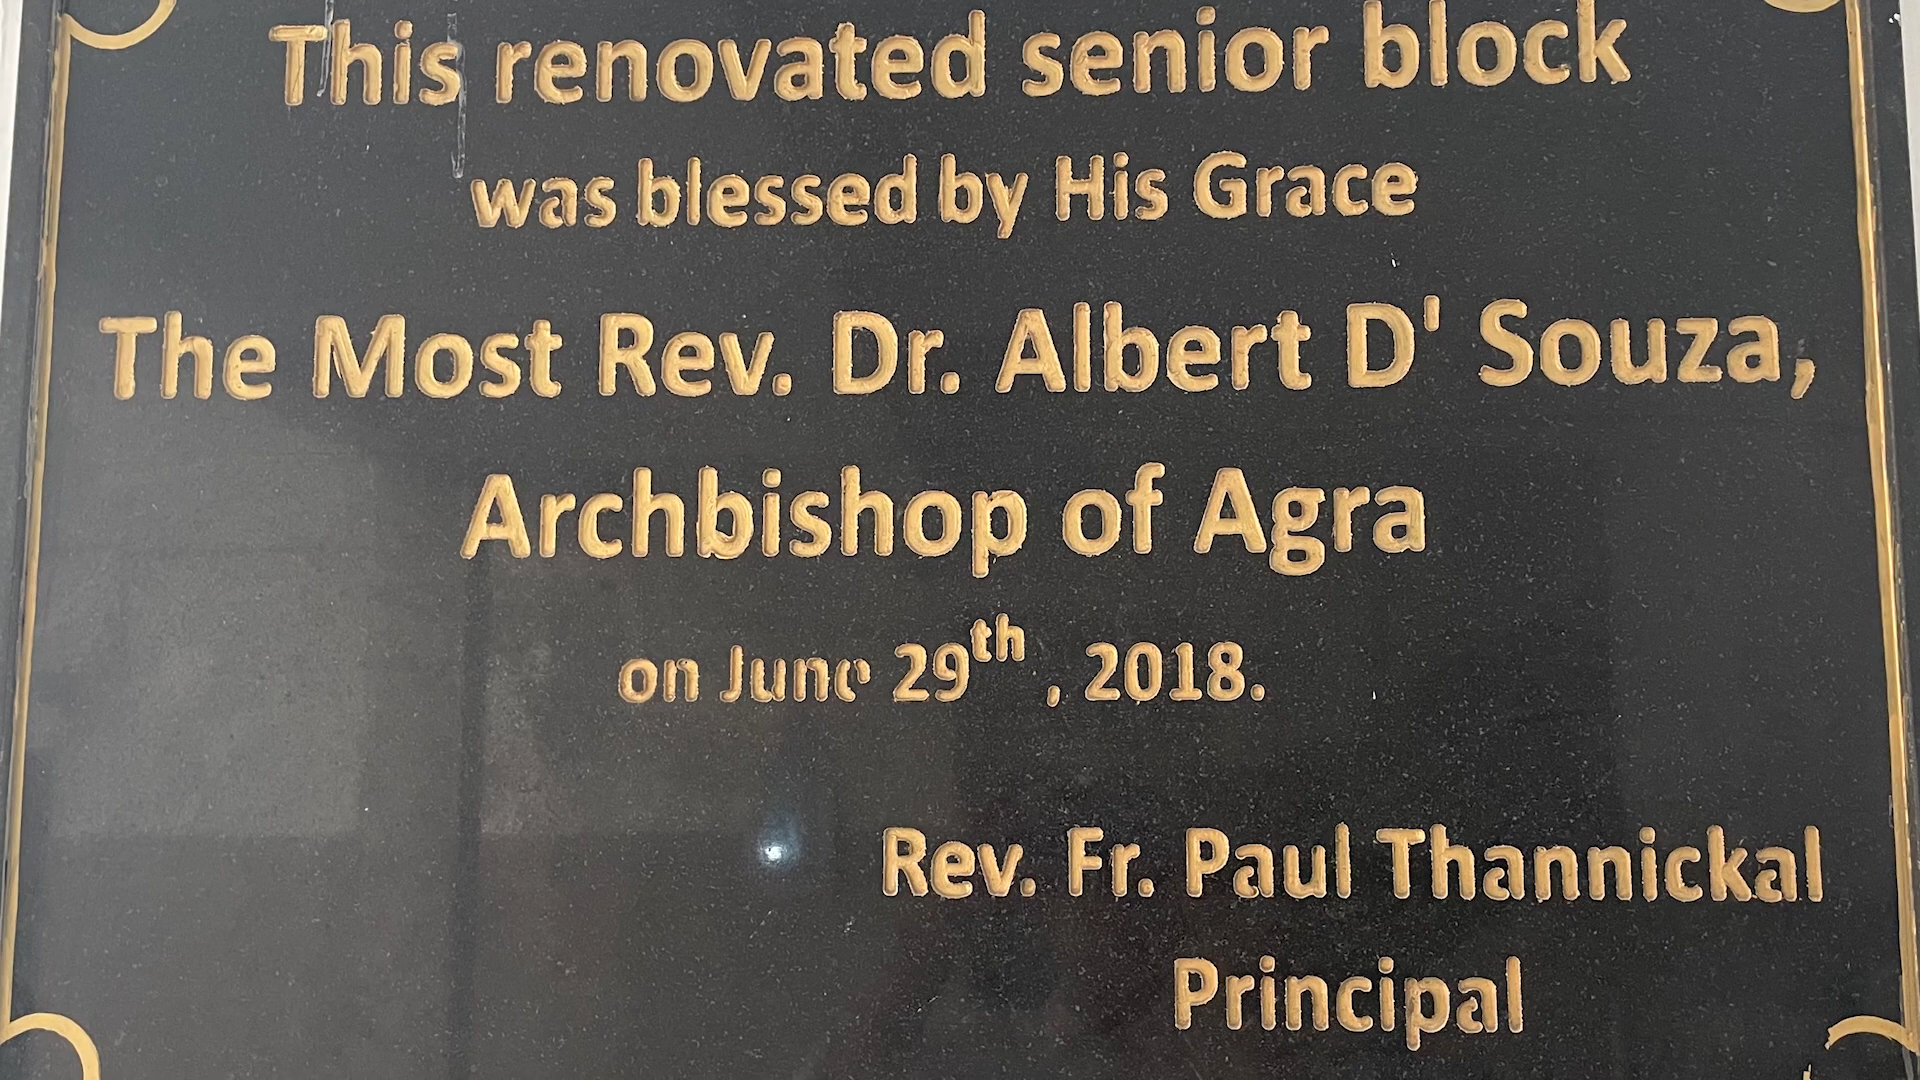 This renovated senior block
was blessed by His Grace
The Most Rev. Dr. Albert D' Souza,
Archbishop of Agra
on June 29th , 2018.
Rev. Fr. Paul Thannickal
Principal